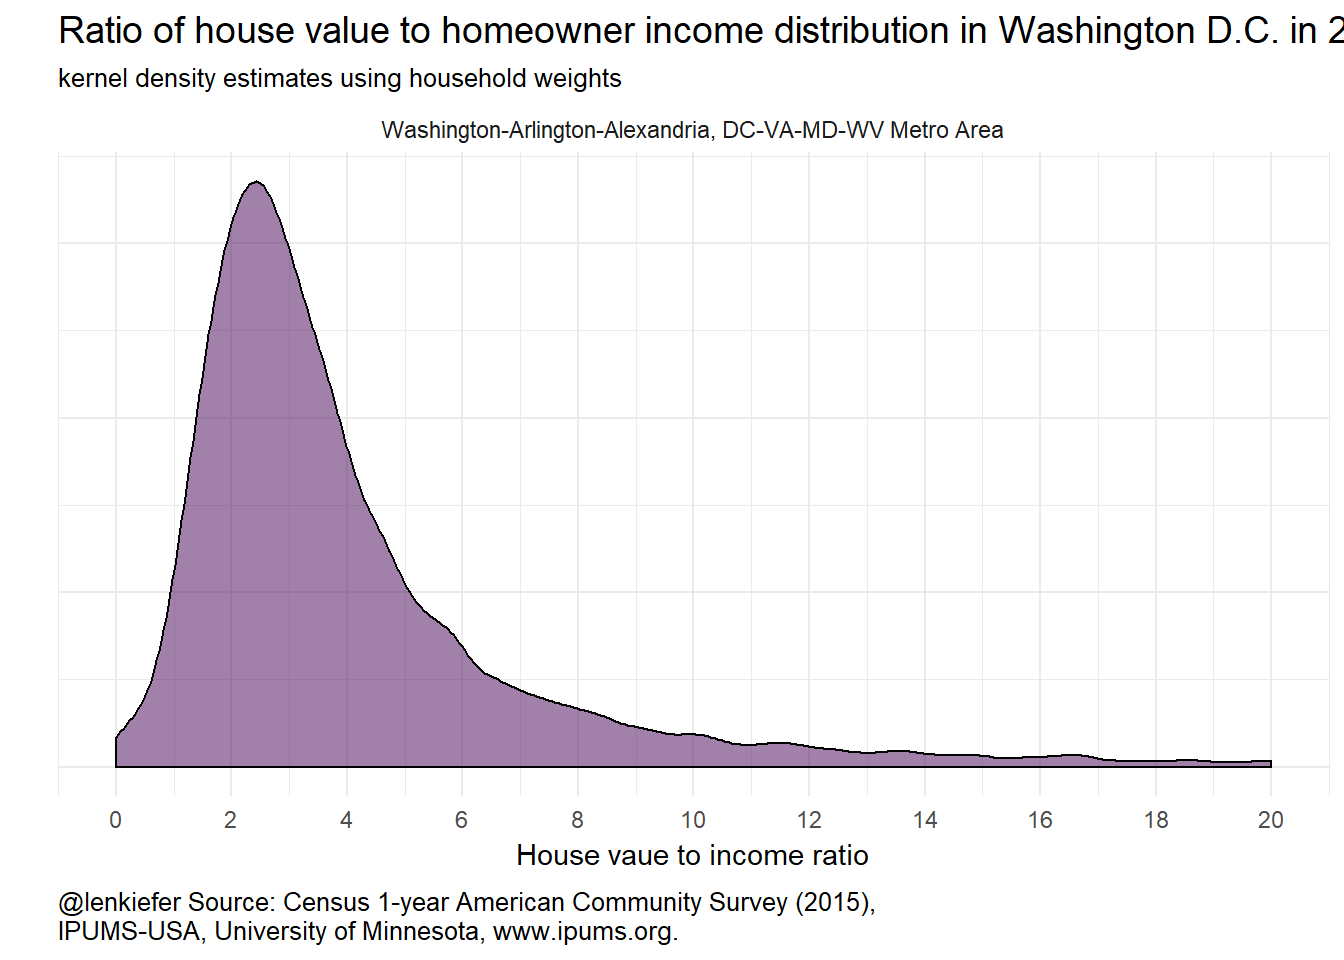 Ratio of house value to homeowner income distribution in Washington D.C. in 2
kernel density estimates using household weights
Washington-Arlington-Alexandria, DC-VA-MD-WV Metro Area
0 2 4 6 8 10 12 14 16 18 20
House vaue to income ratio
@lenkiefer Source: Census 1-year American Community Survey (2015),
IPUMS-USA, University of Minnesota, www.ipums.org.